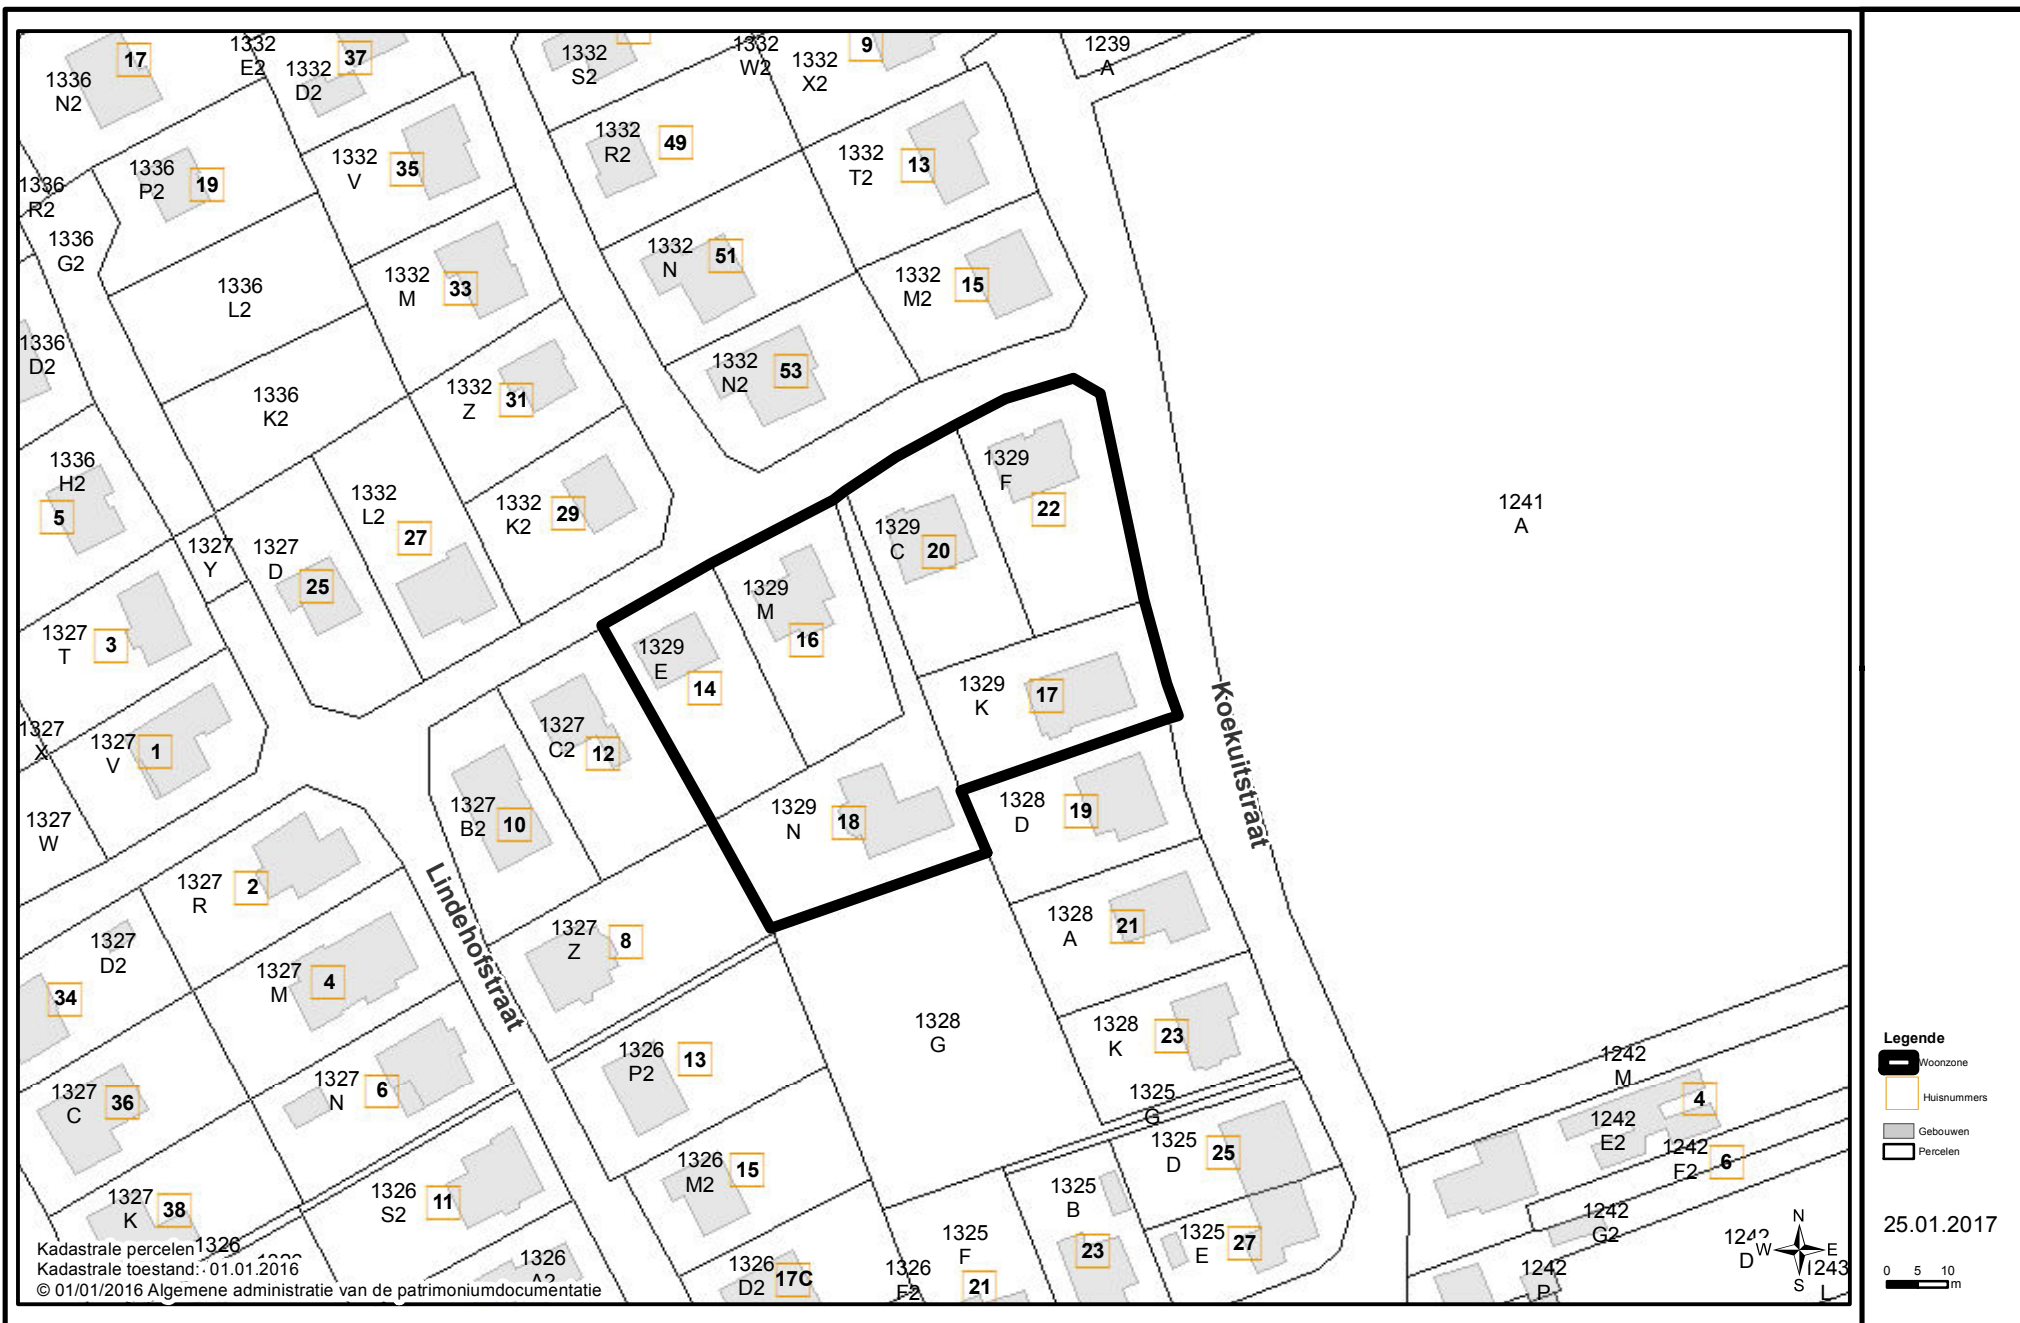 1336
N2
17
1332
E2
1332
D2
37
1332
S2
1332
W2
1332
X2
9
1239
A
1336
P2
19
1332
V
35
1332
R2
49
1332
T2
13
1336
R2
1336
G2
1336
L2
1332
M
33
1332
N
51
1332
M2
15
1336
D2
1336
K2
1332
Z
31
1332
N2
53
1336
H2
5
1332
L2
27
1332
K2
29
1329
F
22
1329
C
20
1241
A
1327
Y
1327
D
25
1327
T
3
1329
E
14
1329
M
16
1329
K
17
Koekuitstraat
1327
X
1327
V
1
1327
C2
12
1327
W
1327
B2
10
1329
N
18
1328
D
19
1327
R
2
Lindehofstraat
1327
Z
8
1328
A
21
1327
D2
34
1327
M
4
1328
G
1328
K
23
1327
C
36
1327
N
6
1326
P2
13
1325
G
1242
M
4
1242
E2
1242
F2
6
1327
K
38
1326
S2
11
1326
M2
15
1325
D
25
1325
B
23
1325
E
27
1325
F
21
1242
G2
1242
D
1326
1326
A2
1326
D2
17C
1326
F2
1242
P
1243
L
Kadastrale percelen
Kadastrale toestand: 01.01.2016
© 01/01/2016 Algemene administratie van de patrimoniumdocumentatie
Legende
Woonzone
Huisnummers
Gebouwen
Percelen
25.01.2017
N
W
E
S
0 5 10
m